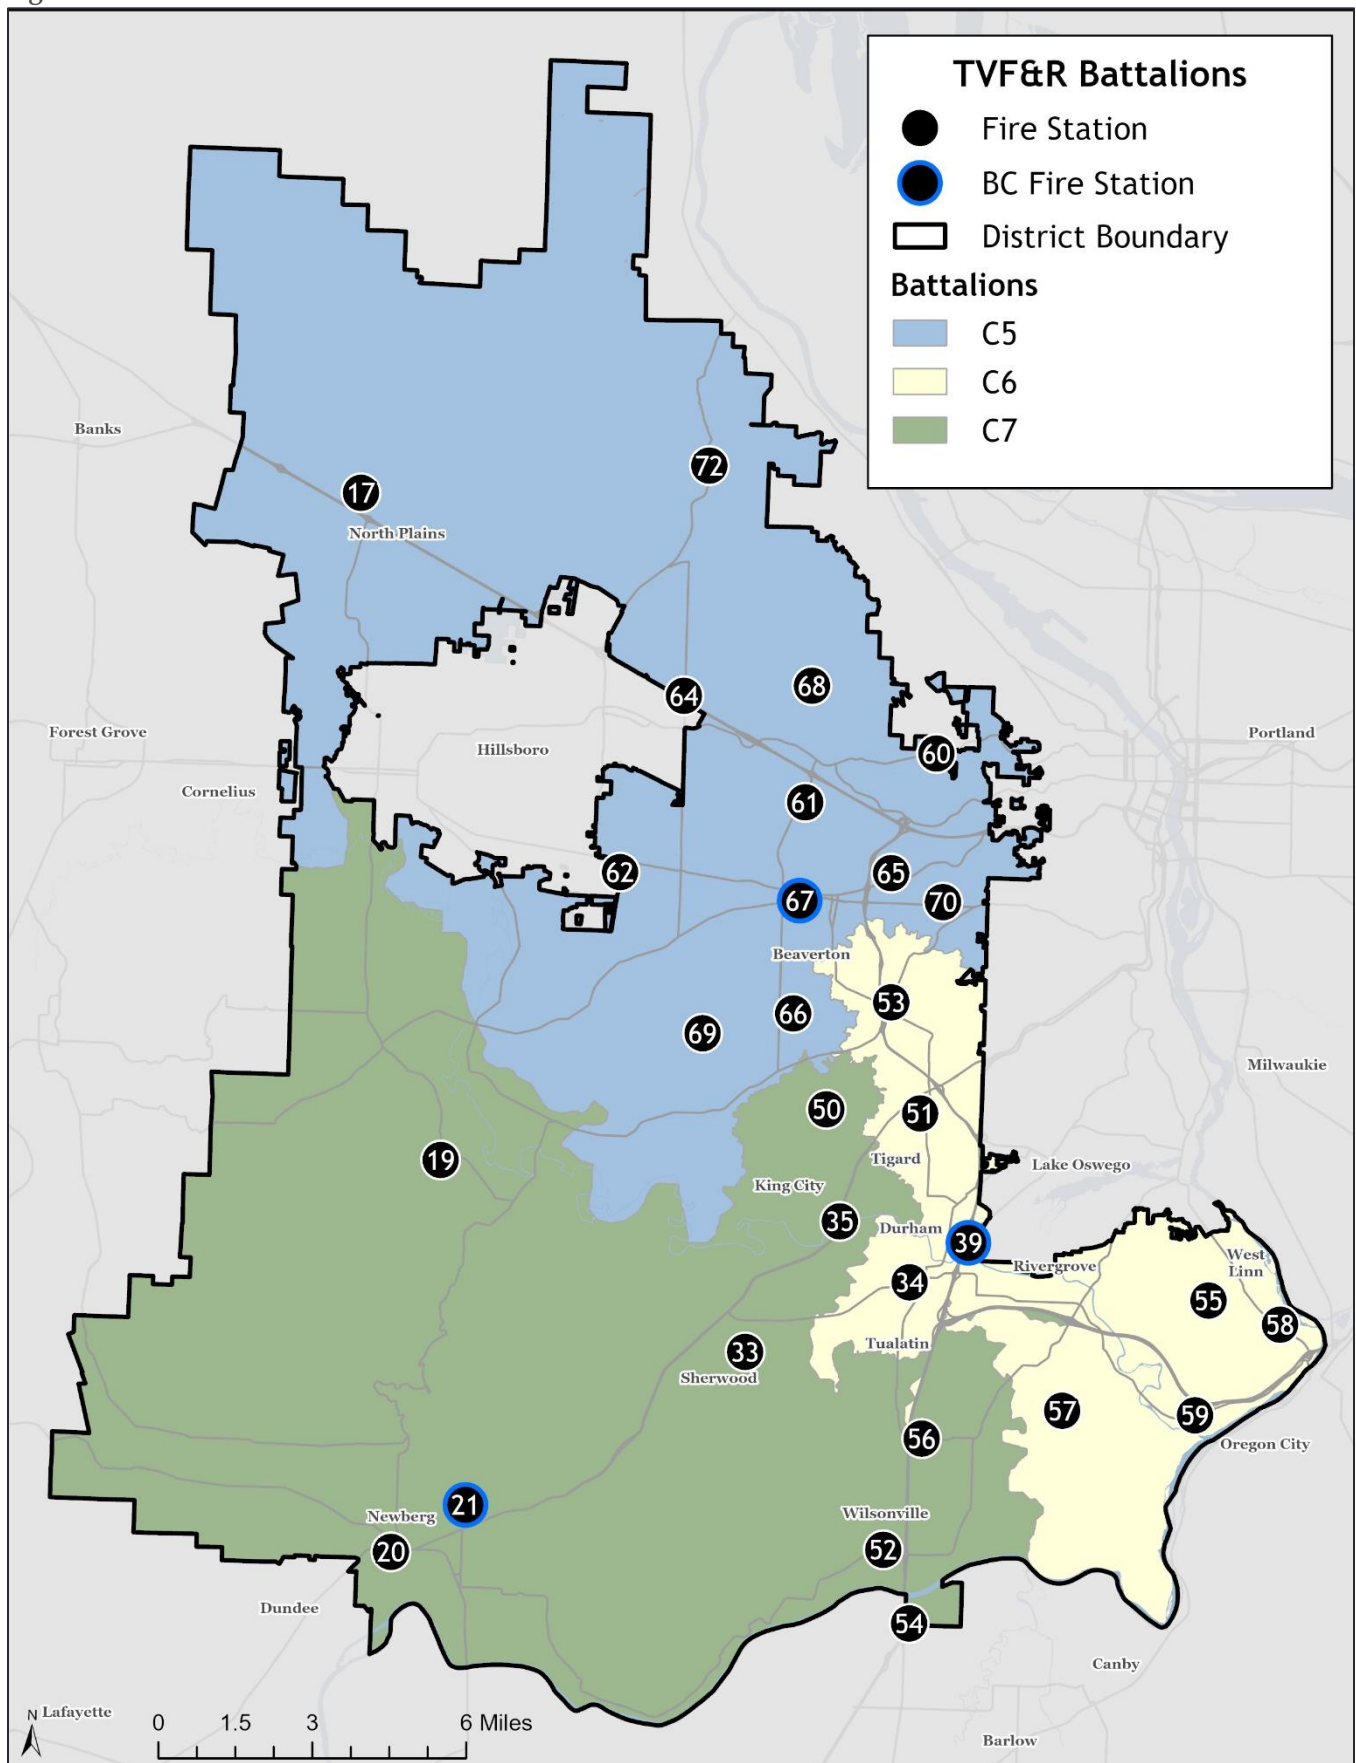 TVF&R Battalions
Fire Station
BC Fire Station
District Boundary
Battalions
C5
C6
C7
Banks
72
17
North Plains
68
64
Forest Grove
Hillsboro
Portland
60
Cornelius
61
62
65
67
70
Beaverton
53
66
69
Milwaukie
50
51
19
Tigard
Lake Oswego
King City
35
Durham
39
Rivergrove
West
Linn
34
55
58
Tualatin
33
Sherwood
57
59
56
Oregon City
21
Newberg
Wilsonville
20
52
Dundee
54
Canby
N
Lafayette
0 1.5 3 6 Miles
Barlow